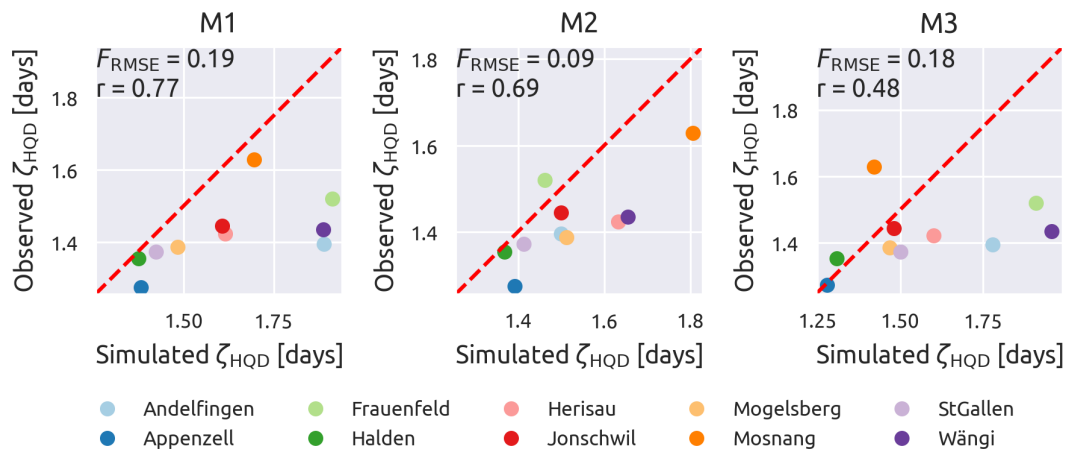 M1
F_RMSE = 0.19
r = 0.77
Observed ζ_HQD [days]
1.8
1.6
1.4
1.50 1.75
Simulated ζ_HQD [days]
M2
F_RMSE = 0.09
r = 0.69
Observed ζ_HQD [days]
1.8
1.6
1.4
1.4 1.6 1.8
Simulated ζ_HQD [days]
M3
F_RMSE = 0.18
r = 0.48
Observed ζ_HQD [days]
1.8
1.6
1.4
1.25 1.50 1.75
Simulated ζ_HQD [days]
Andelfingen Frauenfeld Herisau Mogelsberg StGallen
Appenzell Halden Jonschwil Mosnang Wängi